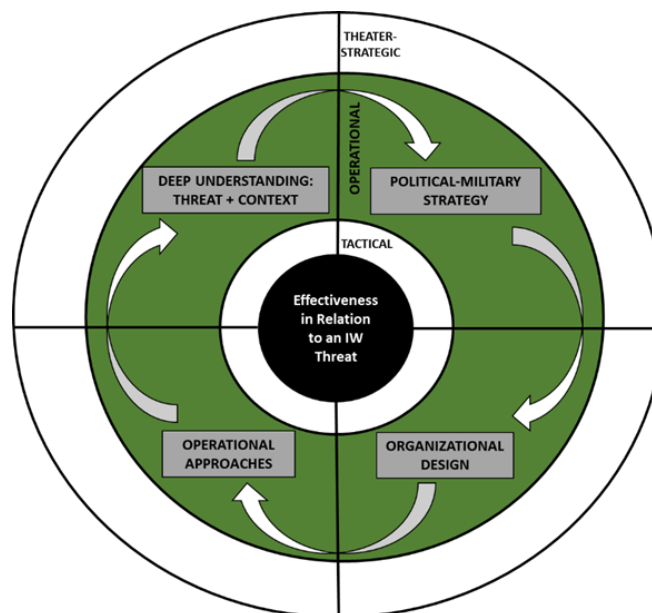 THEATER-
STRATEGIC
OPERATIONAL
DEEP UNDERSTANDING:
THREAT + CONTEXT
POLITICAL-MILITARY
STRATEGY
TACTICAL
Effectiveness
in Relation
to an IW
Threat
OPERATIONAL
APPROACHES
ORGANIZATIONAL
DESIGN